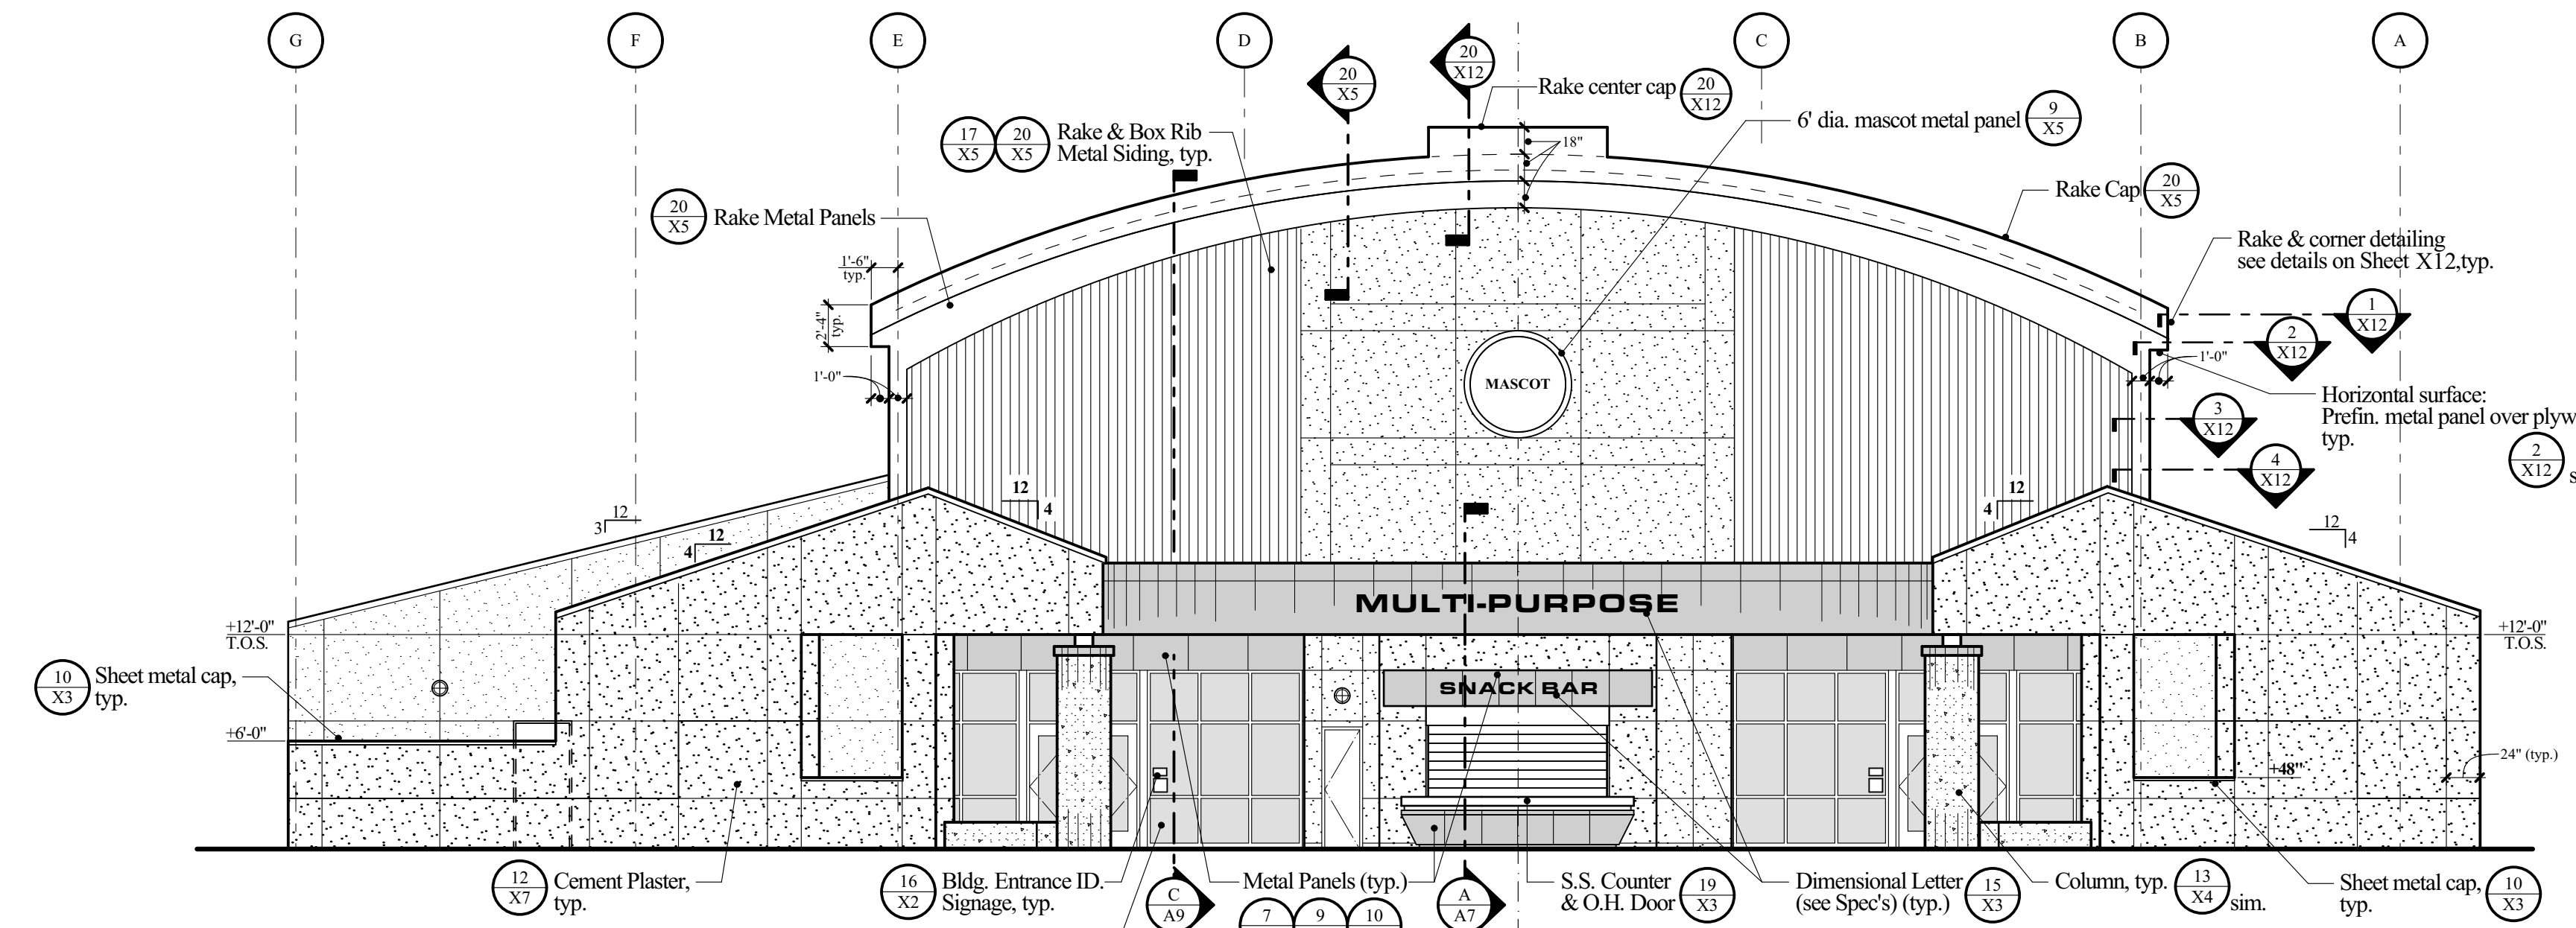 G
F
E
D
C
B
A
20
X5
20
X12
Rake center cap
20
X12
6' dia. mascot metal panel
9
X5
17
X5
20
X5
Rake & Box Rib
Metal Siding, typ.
18"
20
X5
Rake Metal Panels
Rake Cap
20
X5
Rake & corner detailing
see details on Sheet X12,typ.
1'-6"
typ.
2'-4"
typ.
1'-0"
1
X12
2
X12
1'-0"
MASCOT
Horizontal surface:
Prefin. metal panel over plyw
typ.
3
X12
4
X12
2
X12
s
12
4
12
4
12
3
12
4
12
4
MULTI-PURPOSE
+12'-0"
T.O.S.
+12'-0"
T.O.S.
10
X3
Sheet metal cap,
typ.
SNACK BAR
+6'-0"
24" (typ.)
+48"
12
X7
Cement Plaster,
typ.
16
X2
Bldg. Entrance ID.
Signage, typ.
C
A9
Metal Panels (typ.)
7
9
10
A
A7
S.S. Counter
& O.H. Door
19
X3
Dimensional Letter
(see Spec's) (typ.)
15
X3
Column, typ.
13
X4
sim.
Sheet metal cap,
typ.
10
X3